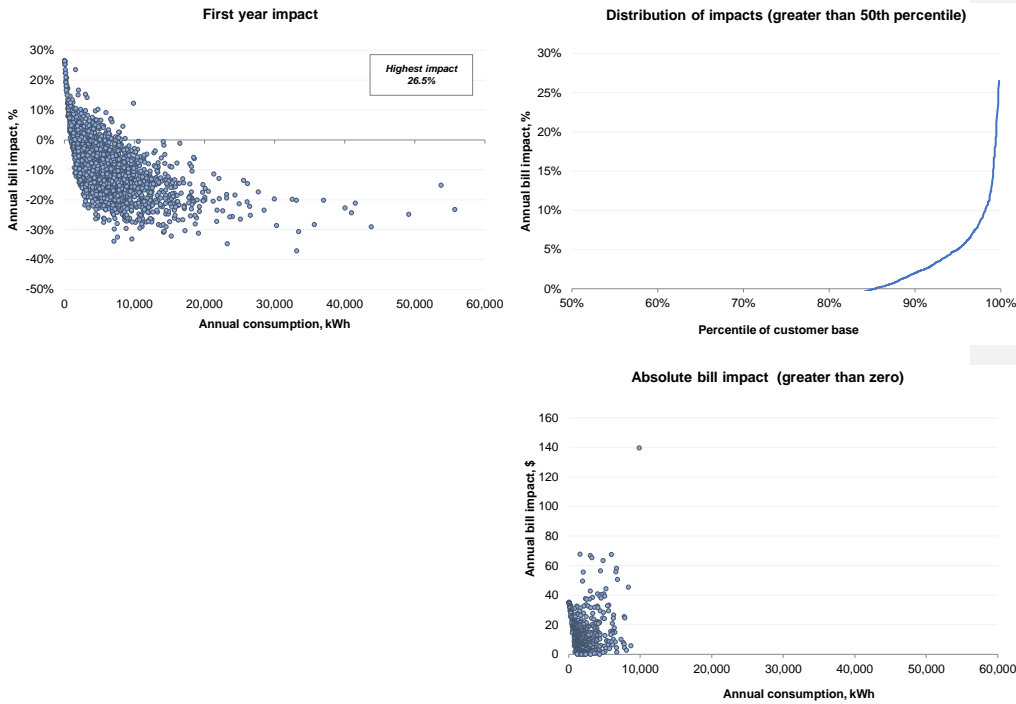 First year impact
30%
20%
10%
0%
-10%
-20%
-30%
-40%
-50%
Annual bill impact, %
Highest impact
26.5%
0 10,000 20,000 30,000 40,000 50,000 60,000
Annual consumption, kWh
Distribution of impacts (greater than 50th percentile)
30%
25%
20%
15%
10%
5%
0%
Annual bill impact, %
50% 60% 70% 80% 90% 100%
Percentile of customer base
Absolute bill impact (greater than zero)
160
140
120
100
80
60
40
20
0
Annual bill impact, $
0 10,000 20,000 30,000 40,000 50,000 60,000
Annual consumption, kWh